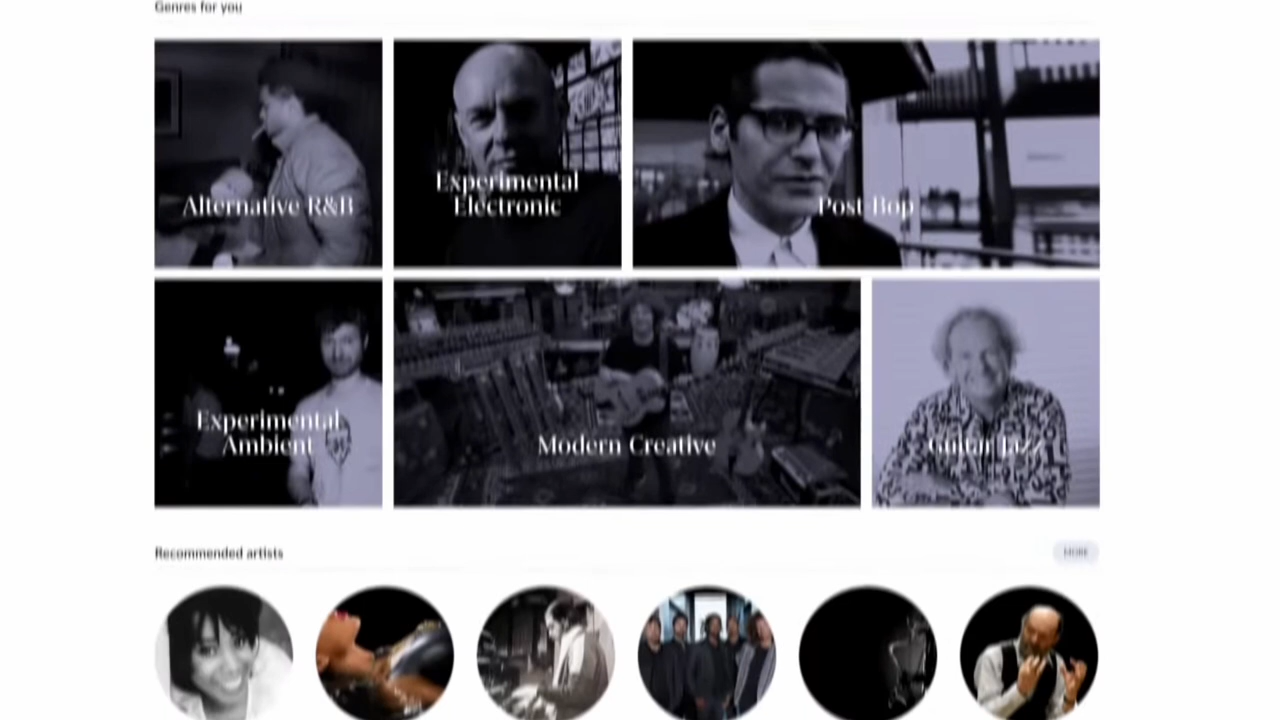 Genres for you
Alternative R&B
Experimental
Electronic
Post Bop
Experimental
Ambient
Modern Creative
Guitar Jazz
Recommended artists
MORE